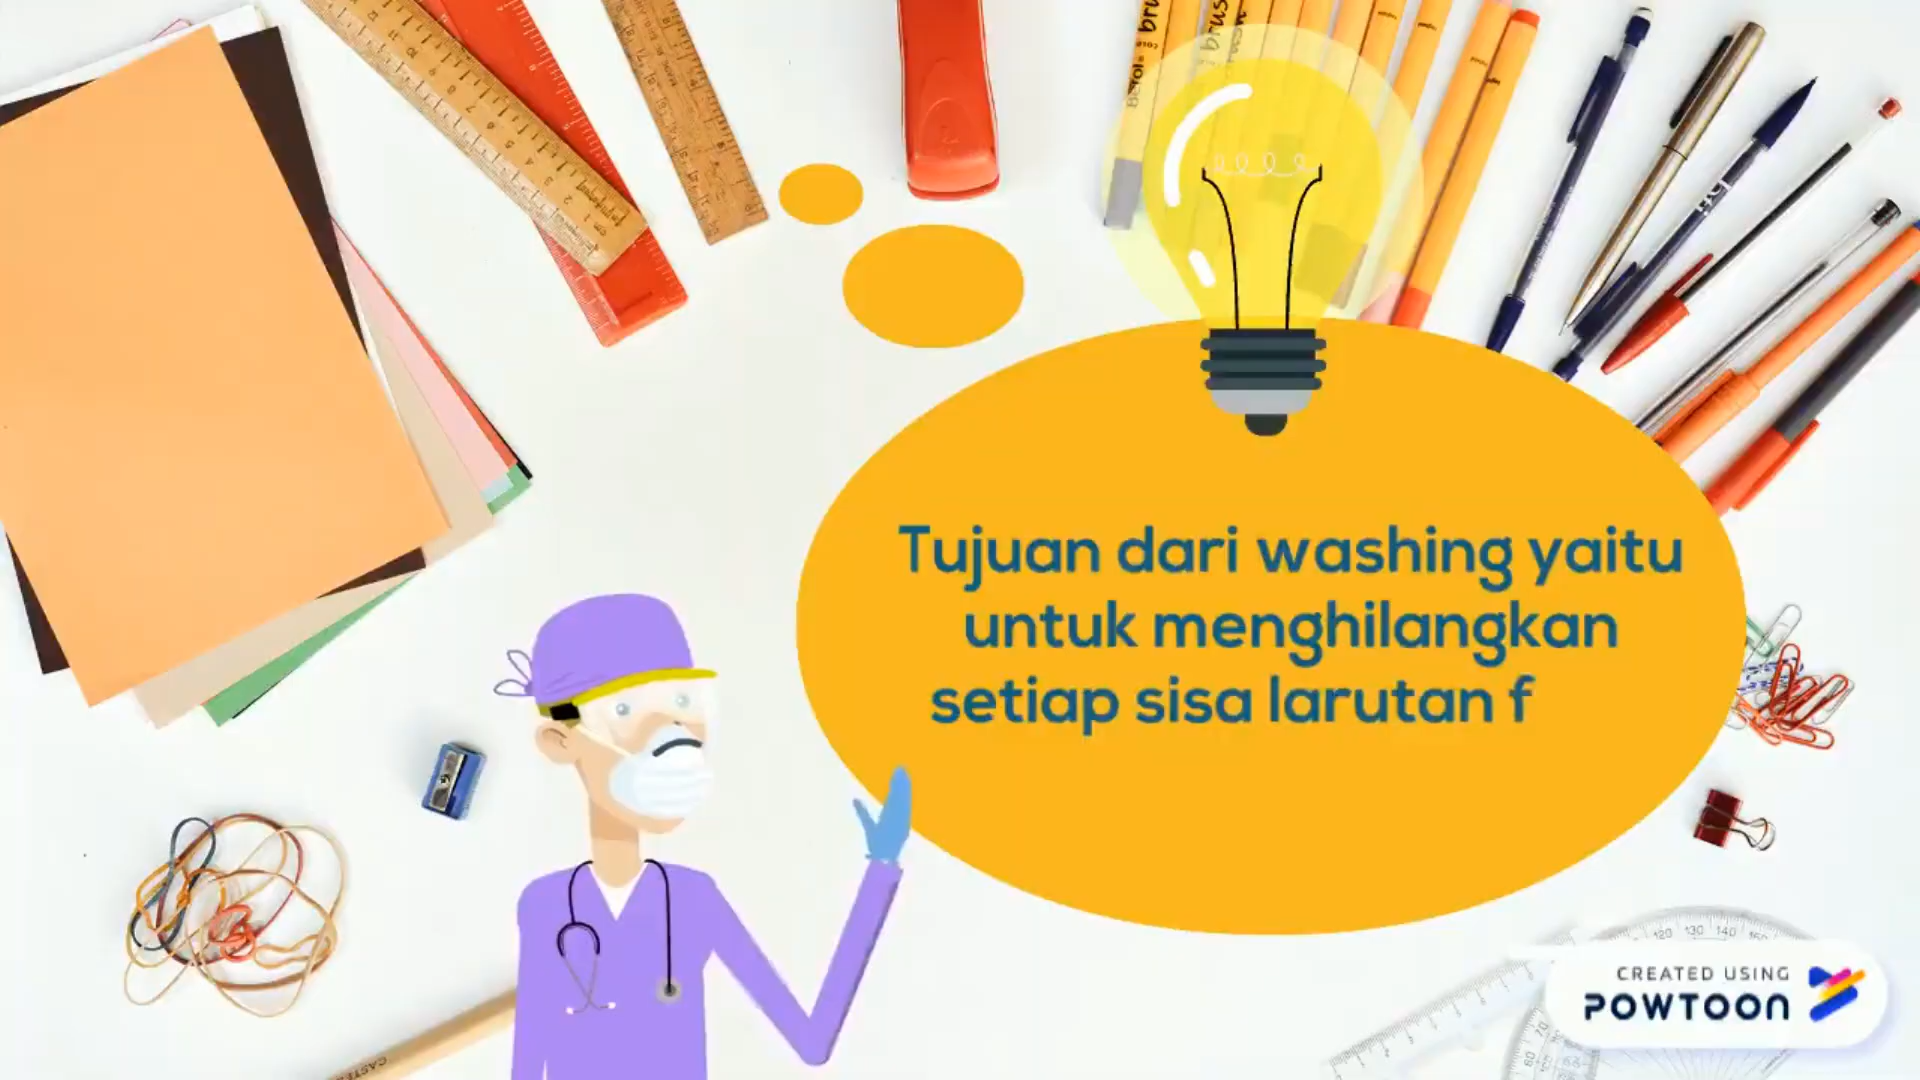 Tujuan dari washing yaitu
untuk menghilangkan
setiap sisa larutan f
CREATED USING
POWTOON